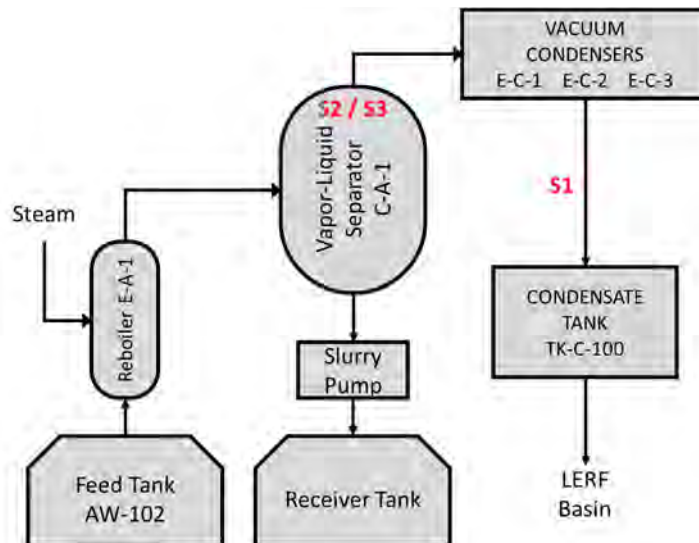 VACUUM
CONDENSERS
E-C-1 E-C-2 E-C-3
S2 / S3
Vapor-Liquid
Separator
C-A-1
S1
Steam
Reboiler E-A-1
CONDENSATE
TANK
TK-C-100
Slurry
Pump
Feed Tank
AW-102
Receiver Tank
LERF
Basin